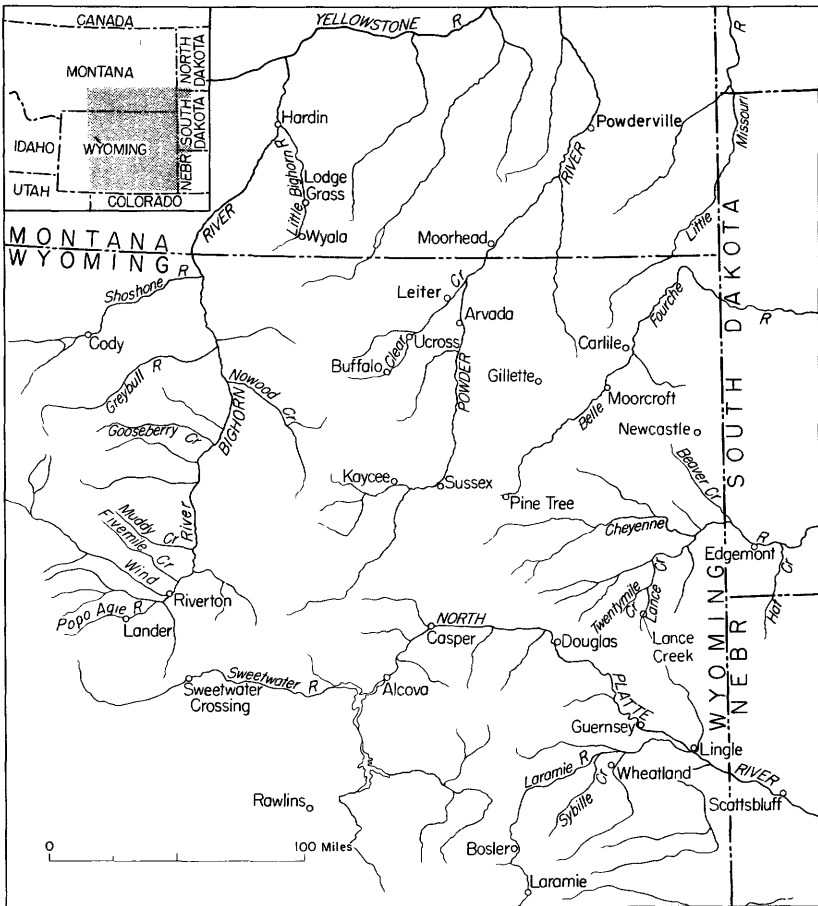 CANADA
MONTANA
NORTH DAKOTA
SOUTH DAKOTA
IDAHO
WYOMING
NEBR
UTAH
COLORADO
YELLOWSTONE R
R
Hardin
Powderville
Missouri
Little Bighorn R
Lodge
Grass
RIVER
RIVER
Little
Wyala
Moorhead
MONTANA
WYOMING
Shoshone R
Leiter
Cr
Fourche
Arvada
R
Cody
Clear
Ucross
Carlile
Buffalo
Gillette
Greybull R
Nowood Cr
POWDER
Moorcroft
BIGHORN
Belle
Newcastle
SOUTH DAKOTA
Gooseberry Cr
Beaver Cr
Kaycee
Sussex
Pine Tree
River
Muddy Cr
Fivemile Cr
Cheyenne
R
Edgemont
Wind
Twentymile Cr
Lance Cr
Hat Cr
Riverton
Popo Agie R
Lander
NORTH
Casper
Douglas
Lance
Creek
WYOMING
NEBR
Sweetwater R
Sweetwater
Crossing
Alcova
PLATTE
Guernsey
Lingle
Laramie R
Wheatland
RIVER
Sybille Cr
Scattsbluff
Rawlins
0
100 Miles
Bosler
Laramie